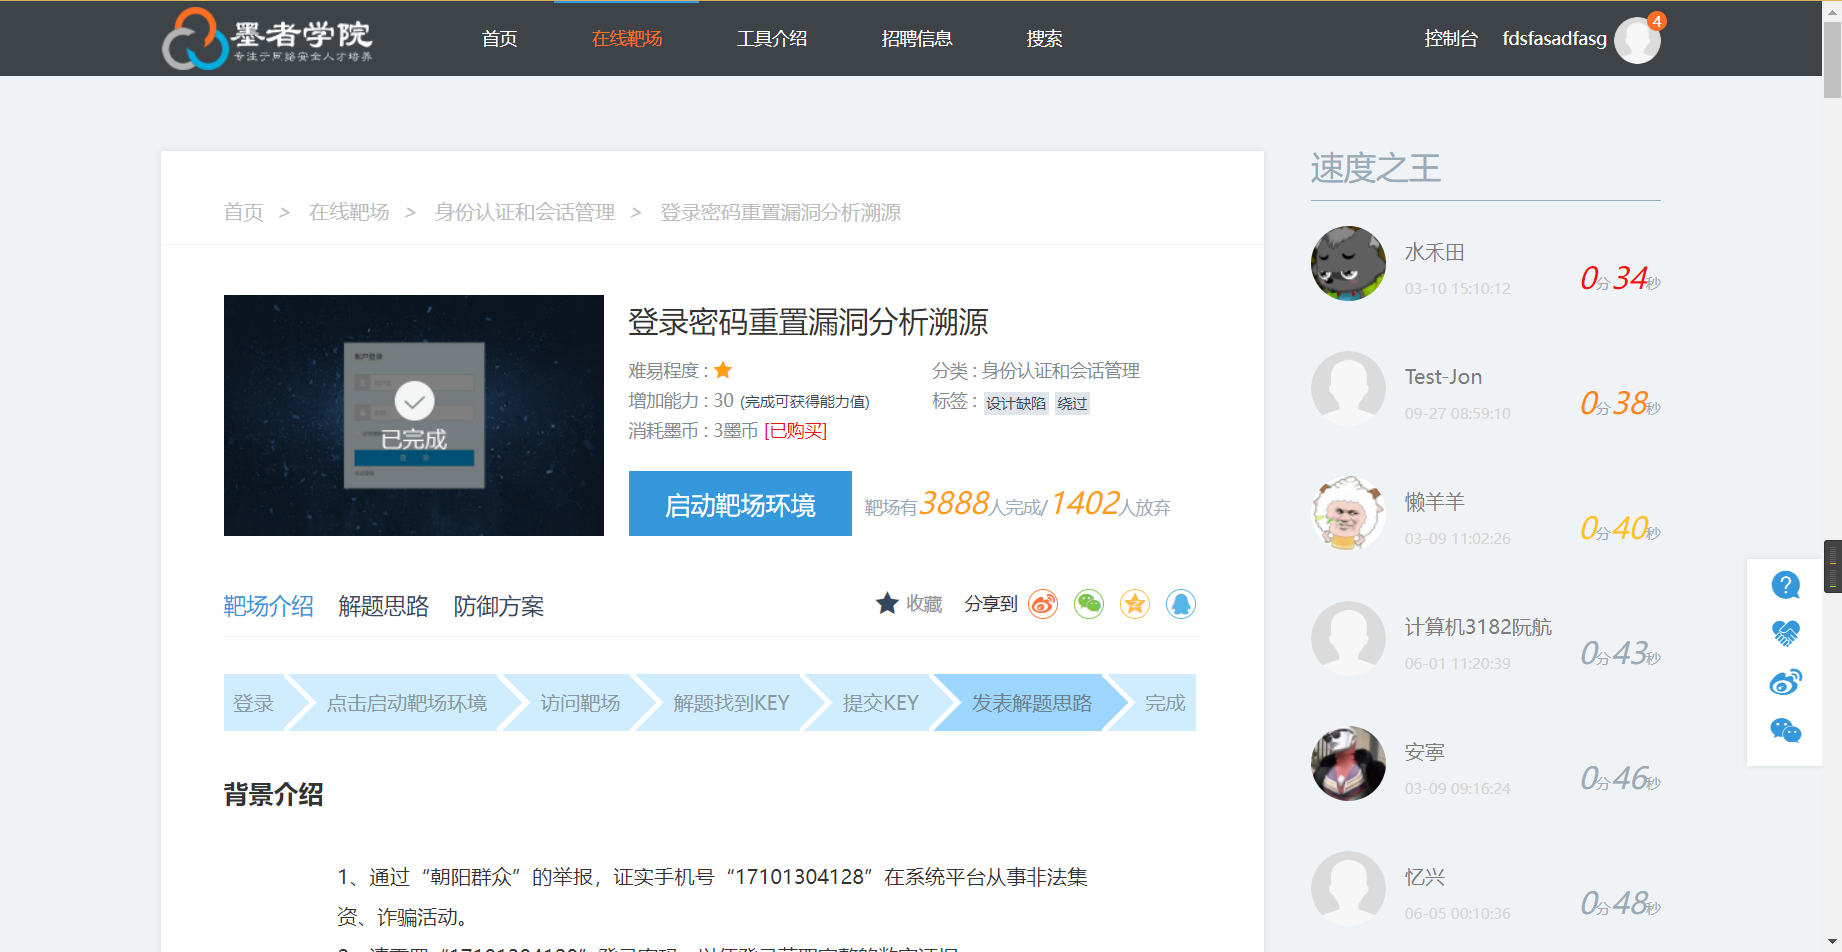 墨者学院
专注于网络安全人才培养
首页
在线靶场
工具介绍
招聘信息
搜索
控制台
fdsfasadfasg
4
首页 > 在线靶场 > 身份认证和会话管理 > 登录密码重置漏洞分析溯源
账户登录
已完成
登 录
登录密码重置漏洞分析溯源
难易程度 :
分类 : 身份认证和会话管理
增加能力 : 30 (完成可获得能力值)
标签 : 设计缺陷 绕过
消耗墨币 : 3墨币 [已购买]
启动靶场环境
靶场有3888人完成/1402人放弃
靶场介绍
解题思路
防御方案
收藏
分享到
登录
点击启动靶场环境
访问靶场
解题找到KEY
提交KEY
发表解题思路
完成
背景介绍
1、通过“朝阳群众”的举报，证实手机号“17101304128”在系统平台从事非法集
资、诈骗活动。
速度之王
水禾田
03-10 15:10:12
0分34秒
Test-Jon
09-27 08:59:10
0分38秒
懒羊羊
03-09 11:02:26
0分40秒
计算机3182阮航
06-01 11:20:39
0分43秒
安寧
03-09 09:16:24
0分46秒
忆兴
06-05 00:10:36
0分48秒